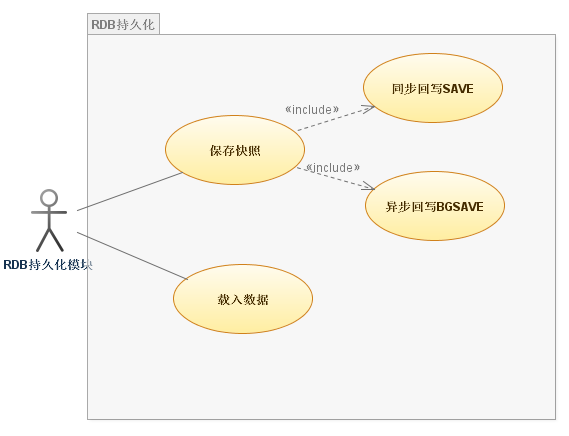 RDB持久化
同步回写SAVE
«include»
保存快照
«include»
异步回写BGSAVE
RDB持久化模块
载入数据